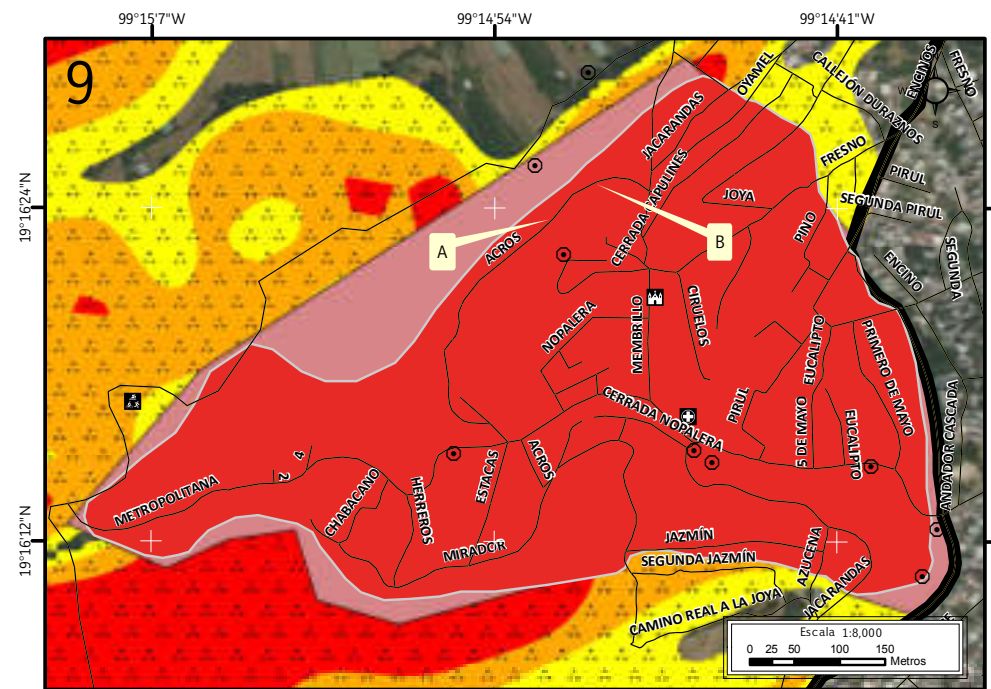 99°15'7"W
99°14'54"W
99°14'41"W
9
19°16'24"N
19°16'12"N
OYAMEL
CALLEJÓN DURAZNOS
ENCINOS
FRESNO
W
S
JACARANDAS
FRESNO
PIRUL
CERRADA CAPULINES
JOYA
SEGUNDA PIRUL
PINO
A
ACROS
B
ENCINO
SEGUNDA
NOPALERA
MEMBRILLO
CIRUELOS
EUCALIPTO
PRIMERO DE MAYO
CERRADA NOPALERA
PIRUL
5 DE MAYO
EUCALIPTO
ANDADOR CASCADA
METROPOLITANA
2
4
CHABACANO
HERREROS
ESTACAS
ACROS
MIRADOR
JAZMÍN
SEGUNDA JAZMÍN
AZUCENA
JACARANDAS
CAMINO REAL A LA JOYA
Escala 1:8,000
0 25 50 100 150
Metros